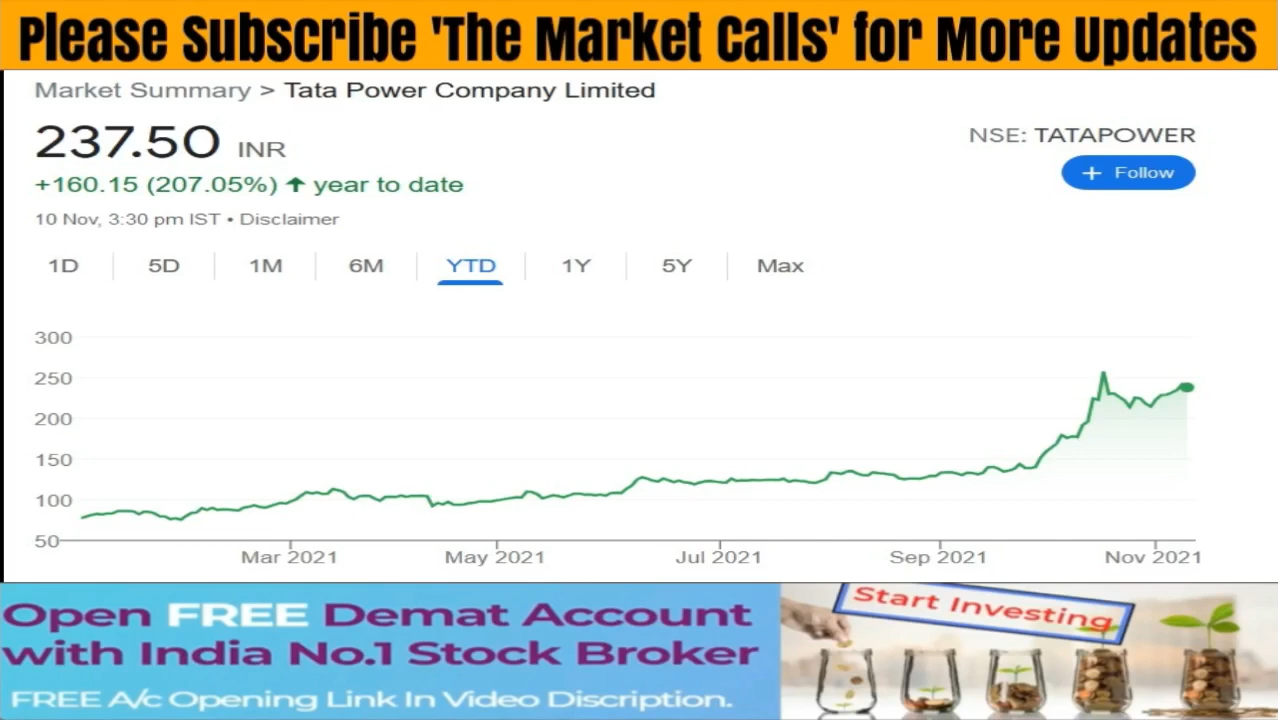 Please Subscribe 'The Market Calls' for More Updates
Market Summary > Tata Power Company Limited
237.50 INR
NSE: TATAPOWER
+160.15 (207.05%) ↑ year to date
+ Follow
10 Nov, 3:30 pm IST • Disclaimer
1D 5D 1M 6M YTD 1Y 5Y Max
300
250
200
150
100
50
Mar 2021 May 2021 Jul 2021 Sep 2021 Nov 2021
Open FREE Demat Account
with India No.1 Stock Broker
FREE A/c Opening Link In Video Discription.
Start Investing